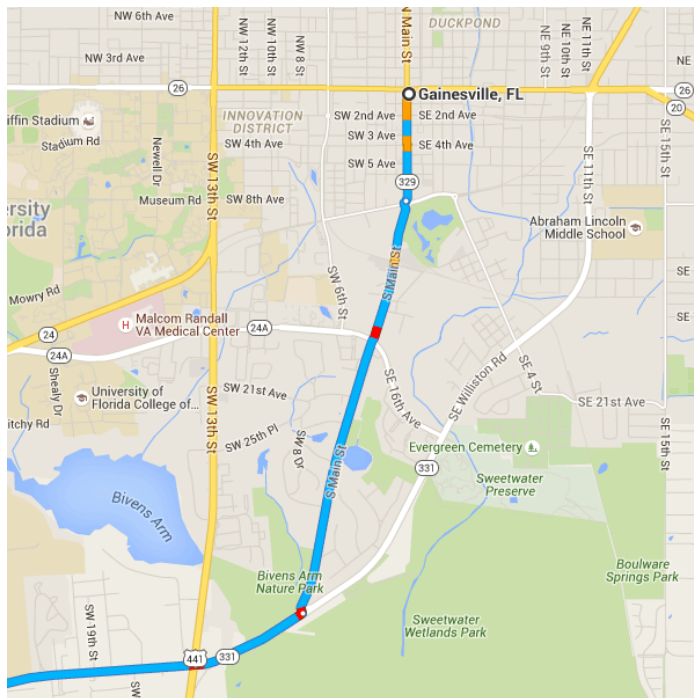 NW 6th Ave
NW 12th St
NW 10th St
NW 8 St
N Main St
DUCKPOND
NE 9th St
NE 10th St
NE 11th St
NW 3rd Ave
NE
26
Gainesville, FL
26
20
iffin Stadium
Stadium Rd
INNOVATION
DISTRICT
SW 2nd Ave
SE 2nd Ave
SW 3 Ave
SW 4th Ave
SE 4th Ave
SW 5 Ave
Newell Dr
SW 13th St
SE 11th St
SE 15th St
329
Museum Rd
SW 8th Ave
ersity
orida
Abraham Lincoln
Middle School
SE
Mowry Rd
S Main St
SW 6th St
Malcom Randall
VA Medical Center
24
24A
24A
SE
Shealy Dr
University of
Florida College of...
SW 21st Ave
SW 13th St
SE 16th Ave
SE Williston Rd
SE 4 St
SE 21st Ave
itchy Rd
SW 25th Pl
SW 8 Dr
S Main St
Evergreen Cemetery
331
SE 15th St
Sweetwater
Preserve
Bivens Arm
Bivens Arm
Nature Park
Boulware
Springs Park
SW 19th St
Sweetwater
Wetlands Park
441
331
SW